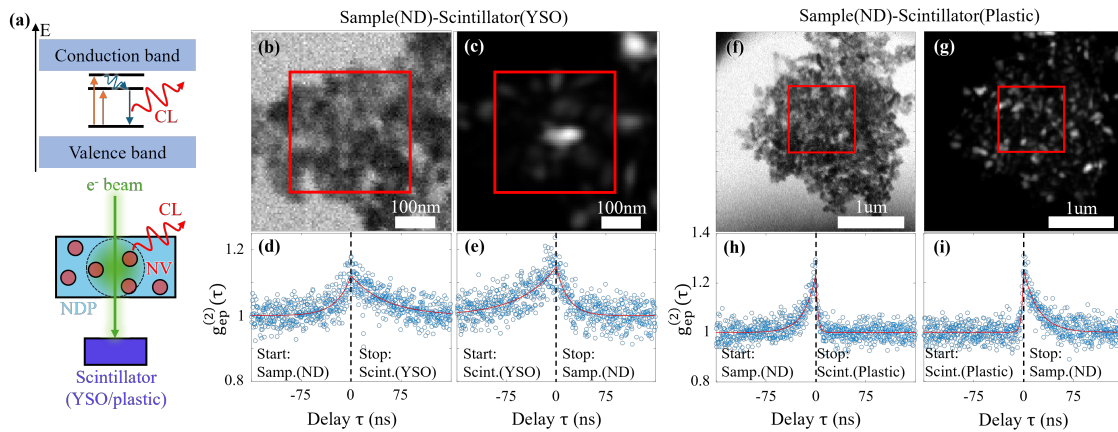 (a)
E
Conduction band
CL
Valence band
e⁻ beam
CL
NV
NDP
Scintillator
(YSO/plastic)
Sample(ND)-Scintillator(YSO)
(b)
100nm
(c)
100nm
(d)
1.2
1
0.8
g_ep^(2)(τ)
Start:
Samp.(ND)
Stop:
Scint.(YSO)
-75 0 75
Delay τ (ns)
(e)
Start:
Scint.(YSO)
Stop:
Samp.(ND)
-75 0 75
Delay τ (ns)
Sample(ND)-Scintillator(Plastic)
(f)
1um
(g)
1um
(h)
1.4
1.2
1
0.8
g_ep^(2)(τ)
Start:
Samp.(ND)
Stop:
Scint.(Plastic)
-75 0 75
Delay τ (ns)
(i)
Start:
Scint.(Plastic)
Stop:
Samp.(ND)
-75 0 75
Delay τ (ns)